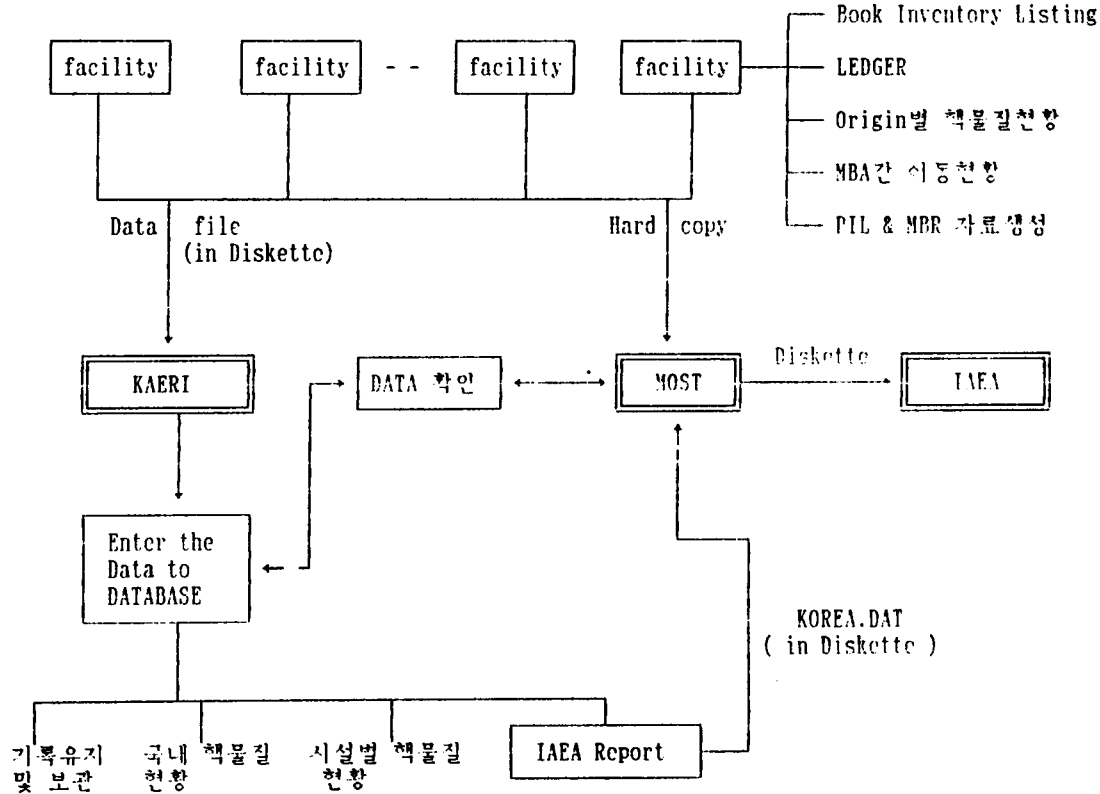 Book Inventory Listing
facility
facility
- -
facility
facility
LEDGER
Origin별 핵물질현황
MBA간 이동현황
PIL & MBR 자료생성
Data file
(in Diskette)
Hard copy
KAERI
DATA 확인
MOST
Diskette
IAEA
Enter the
Data to
DATABASE
KOREA.DAT
( in Diskette )
기록유지
및 보관
국내 핵물질
현황
시설별 핵물질
현황
IAEA Report